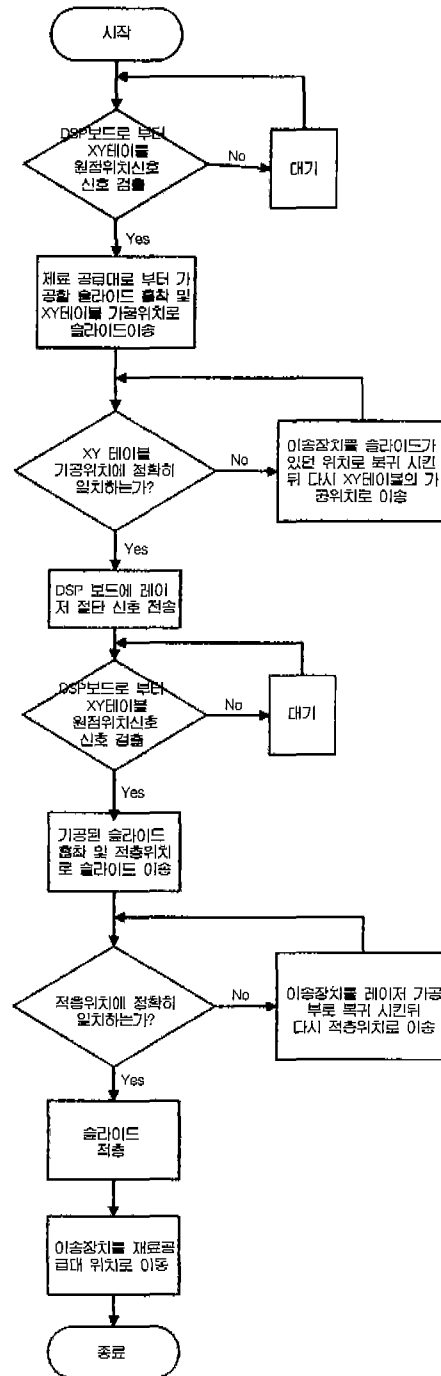 시작
DSP보드로 부터
XY테이블
원점위치신호
신호 검출
No
대기
Yes
재료 공급대로 부터 가
공할 슬라이드 흡착 및
XY테이블 가공위치로
슬라이드이송
XY 테이블
가공위치에 정확히
일치하는가?
No
이송장치를 슬라이드가
있던 위치로 복귀 시킨
뒤 다시 XY테이블의 가
공위치로 이송
Yes
DSP 보드에 레이
저 절단 신호 전송
DSP보드로 부터
XY테이블
원점위치신호
신호 검출
No
대기
Yes
가공된 슬라이드
흡착 및 적층위치
로 슬라이드 이송
적층위치에 정확히
일치하는가?
No
이송장치를 레이저 가공
부로 복귀 시킨뒤
다시 적층위치로 이송
Yes
슬라이드
적층
이송장치를 재료공
급대 위치로 이동
종료